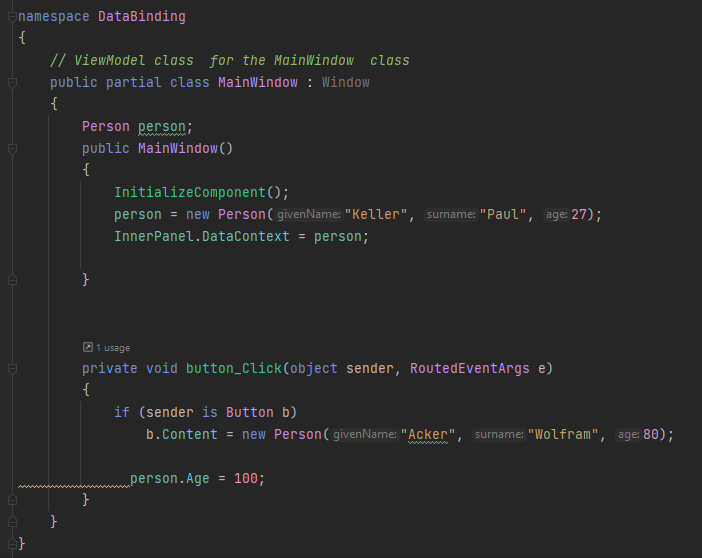 namespace DataBinding
{
// ViewModel class  for the MainWindow  class
public partial class MainWindow : Window
{
Person person;
public MainWindow()
{
InitializeComponent();
person = new Person(givenName: "Keller", surname: "Paul", age: 27);
InnerPanel.DataContext = person;
}
1 usage
private void button_Click(object sender, RoutedEventArgs e)
{
if (sender is Button b)
b.Content = new Person(givenName: "Acker", surname: "Wolfram", age: 80);
person.Age = 100;
}
}
}